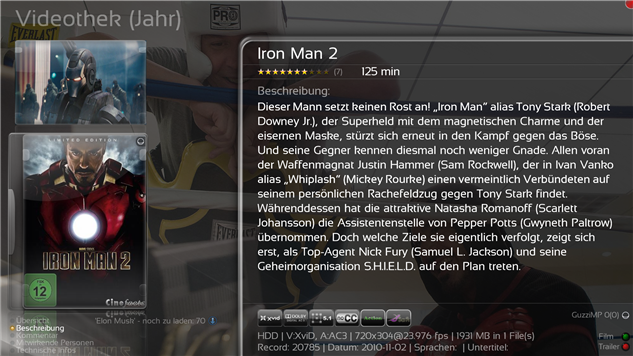 Videothek (Jahr)
EVERLAST
PRO
Iron Man 2
(7) 125 min
Beschreibung:
Dieser Mann setzt keinen Rost an! „Iron Man“ alias Tony Stark (Robert
Downey Jr.), der Superheld mit dem magnetischen Charme und der
eisernen Maske, stürzt sich erneut in den Kampf gegen das Böse.
Und seine Gegner kennen diesmal noch weniger Gnade. Allen voran
der Waffenmagnat Justin Hammer (Sam Rockwell), der in Ivan Vanko
alias „Whiplash“ (Mickey Rourke) einen vermeintlich Verbündeten auf
seinem persönlichen Rachefeldzug gegen Tony Stark findet.
Währenddessen hat die attraktive Natasha Romanoff (Scarlett
Johansson) die Assistentenstelle von Pepper Potts (Gwyneth Paltrow)
übernommen. Doch welche Ziele sie eigentlich verfolgt, zeigt sich
erst, als Top-Agent Nick Fury (Samuel L. Jackson) und seine
Geheimorganisation S.H.I.E.L.D. auf den Plan treten.
LIMITED EDITION
IRON MAN 2
12
EVERLAST
Übersicht
Beschreibung
Kommentar
Mitwirkende Personen
Technische Infos
'Elon Musk' - noch zu laden: 70
xvid
DOLBY
5.1
noCC
GuzziMP 0(0)
HDD | V:XviD, A:AC3 | 720x304@23.976 fps | 1931 MB in 1 File(s)
Record: 20785 | Datum: 2010-11-02 | Sprachen: | Untertitel:
Film
Trailer